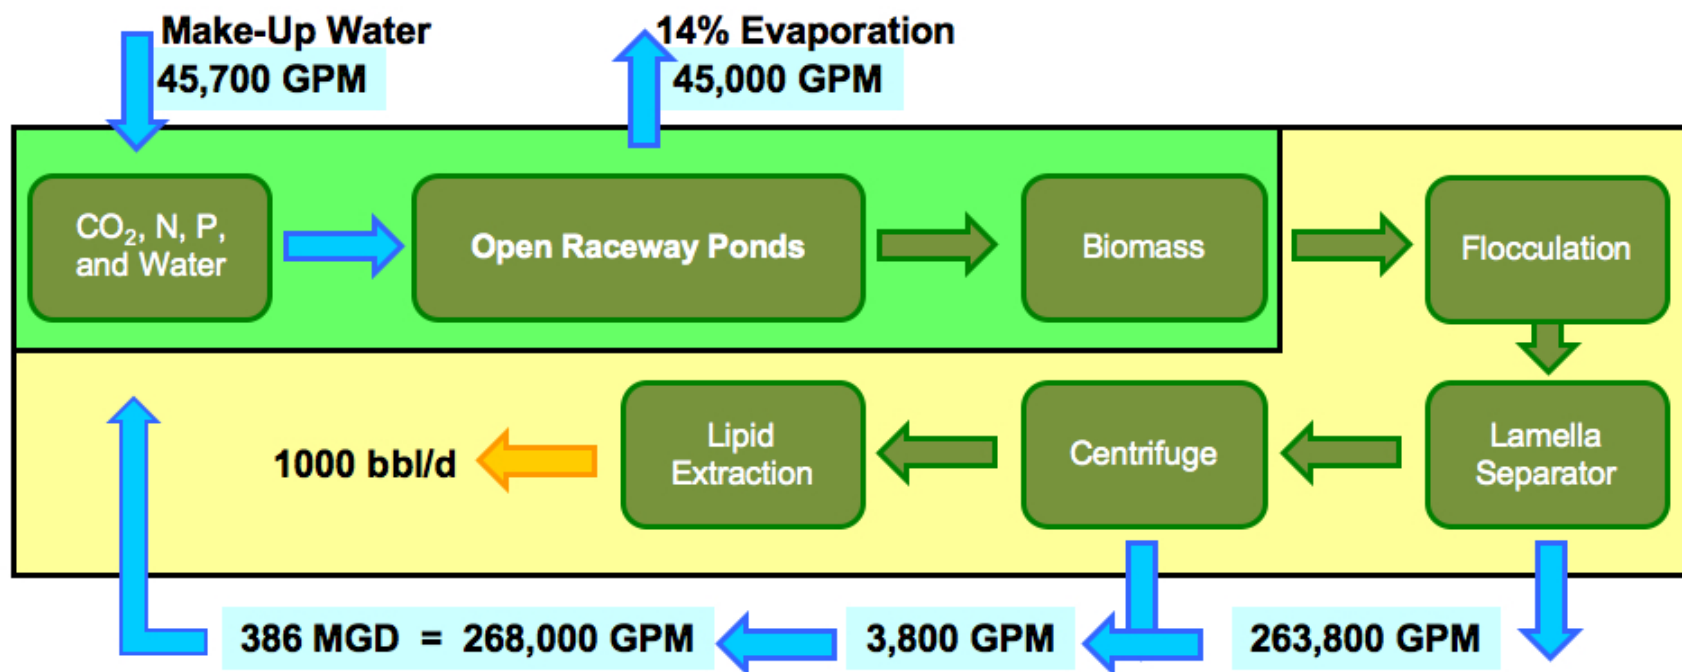 Make-Up Water
45,700 GPM
14% Evaporation
45,000 GPM
CO₂, N, P,
and Water
Open Raceway Ponds
Biomass
Flocculation
1000 bbl/d
Lipid
Extraction
Centrifuge
Lamella
Separator
386 MGD = 268,000 GPM
3,800 GPM
263,800 GPM